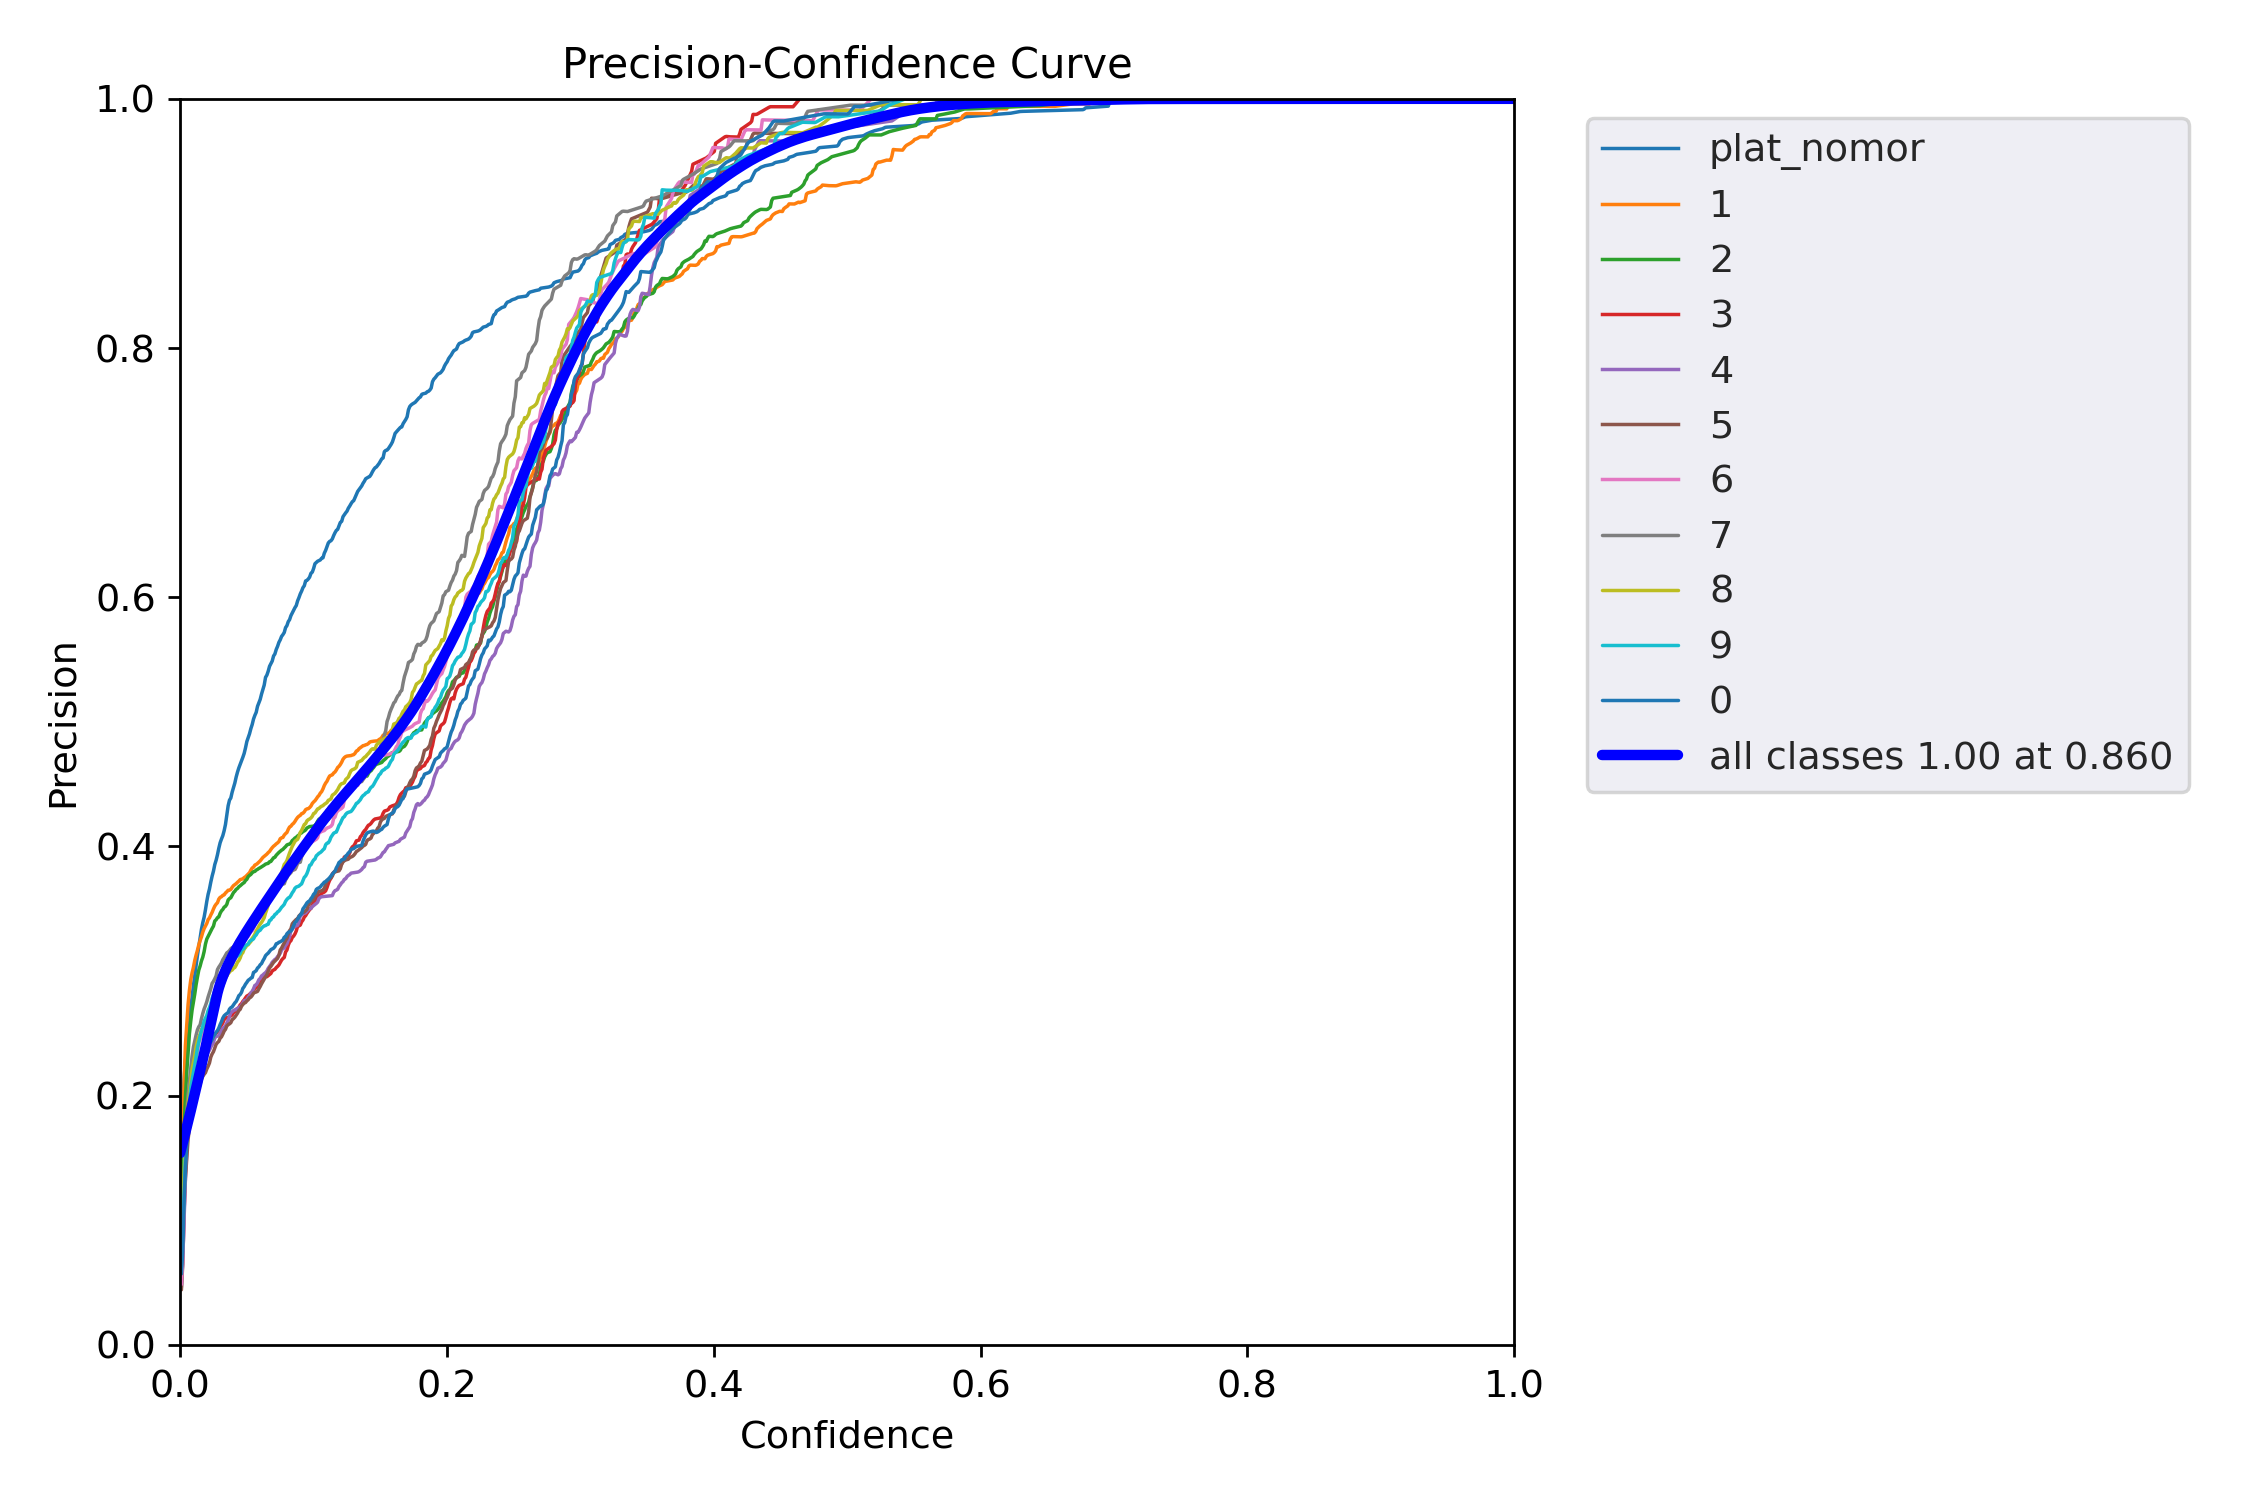 Precision-Confidence Curve
1.0
0.8
0.6
0.4
0.2
0.0
Precision
0.0 0.2 0.4 0.6 0.8 1.0
Confidence
plat_nomor
1
2
3
4
5
6
7
8
9
0
all classes 1.00 at 0.860